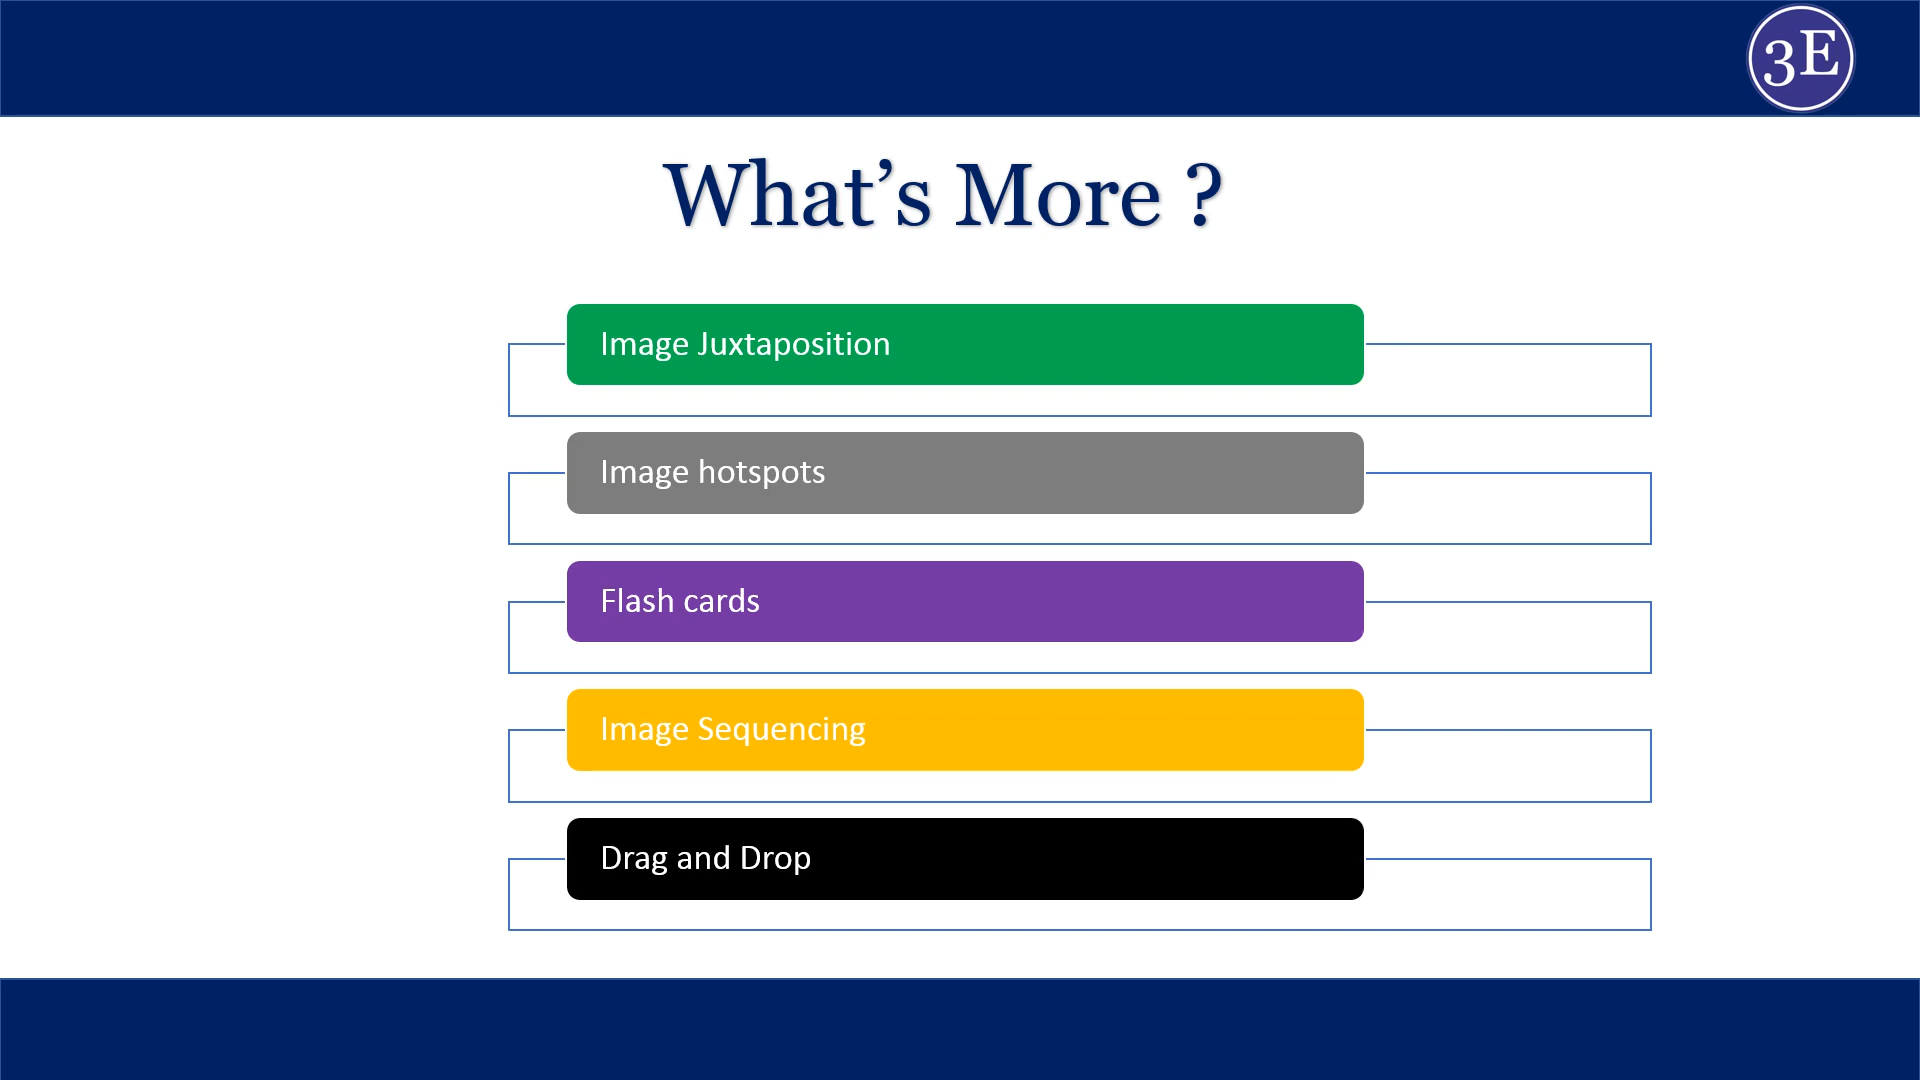 3E
What’s More ?
Image Juxtaposition
Image hotspots
Flash cards
Image Sequencing
Drag and Drop